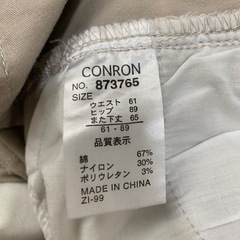 CONRON
NO. 873765
SIZE
ウエスト 61
ヒップ 89
また下丈 65
61-89
品質表示
綿 67%
ナイロン 30%
ポリウレタン 3%
MADE IN CHINA
ZI-99